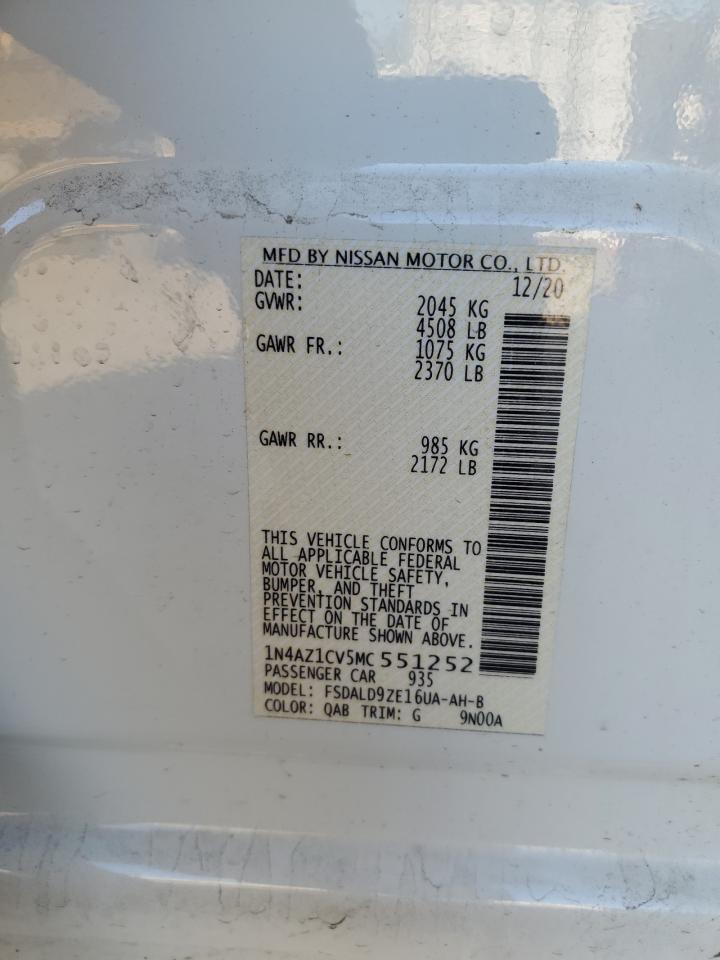 MFD BY NISSAN MOTOR CO., LTD.
DATE: 12/20
GVWR: 2045 KG
4508 LB
GAWR FR.: 1075 KG
2370 LB
GAWR RR.: 985 KG
2172 LB
THIS VEHICLE CONFORMS TO
ALL APPLICABLE FEDERAL
MOTOR VEHICLE SAFETY,
BUMPER, AND THEFT
PREVENTION STANDARDS IN
EFFECT ON THE DATE OF
MANUFACTURE SHOWN ABOVE.
1N4AZ1CV5MC551252
PASSENGER CAR 935
MODEL: FSDALD9ZE16UA-AH-B
COLOR: QAB TRIM: G 9N00A